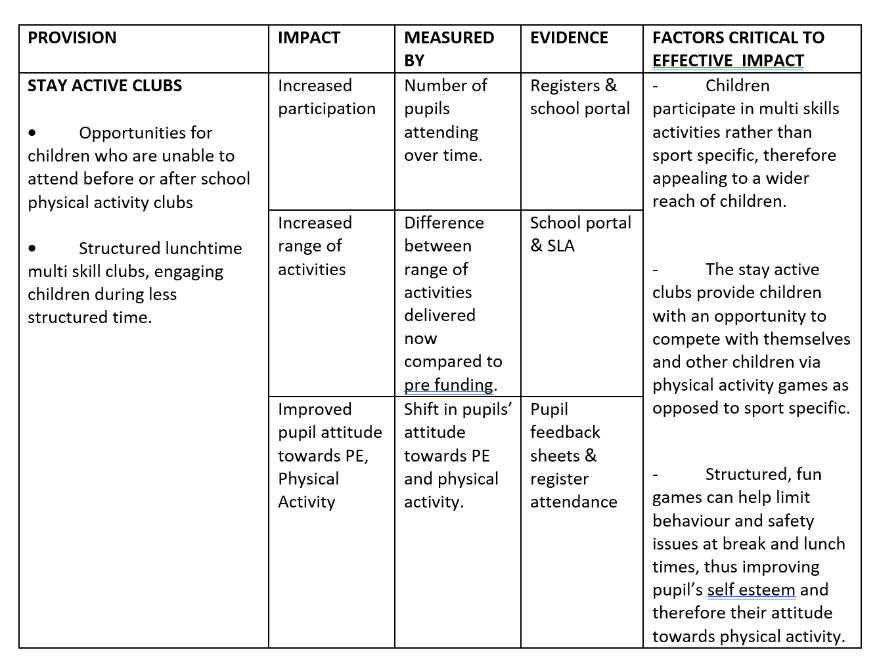 PROVISION
IMPACT
MEASURED
BY
EVIDENCE
FACTORS CRITICAL TO
EFFECTIVE IMPACT
STAY ACTIVE CLUBS
• Opportunities for
children who are unable to
attend before or after school
physical activity clubs
• Structured lunchtime
multi skill clubs, engaging
children during less
structured time.
Increased
participation
Number of
pupils
attending
over time.
Registers &
school portal
Increased
range of
activities
Difference
between
range of
activities
delivered
now
compared to
pre funding.
School portal
& SLA
Improved
pupil attitude
towards PE,
Physical
Activity
Shift in pupils’
attitude
towards PE
and physical
activity.
Pupil
feedback
sheets &
register
attendance
- Children
participate in multi skills
activities rather than
sport specific, therefore
appealing to a wider
reach of children.
- The stay active
clubs provide children
with an opportunity to
compete with themselves
and other children via
physical activity games as
opposed to sport specific.
- Structured, fun
games can help limit
behaviour and safety
issues at break and lunch
times, thus improving
pupil’s self esteem and
therefore their attitude
towards physical activity.